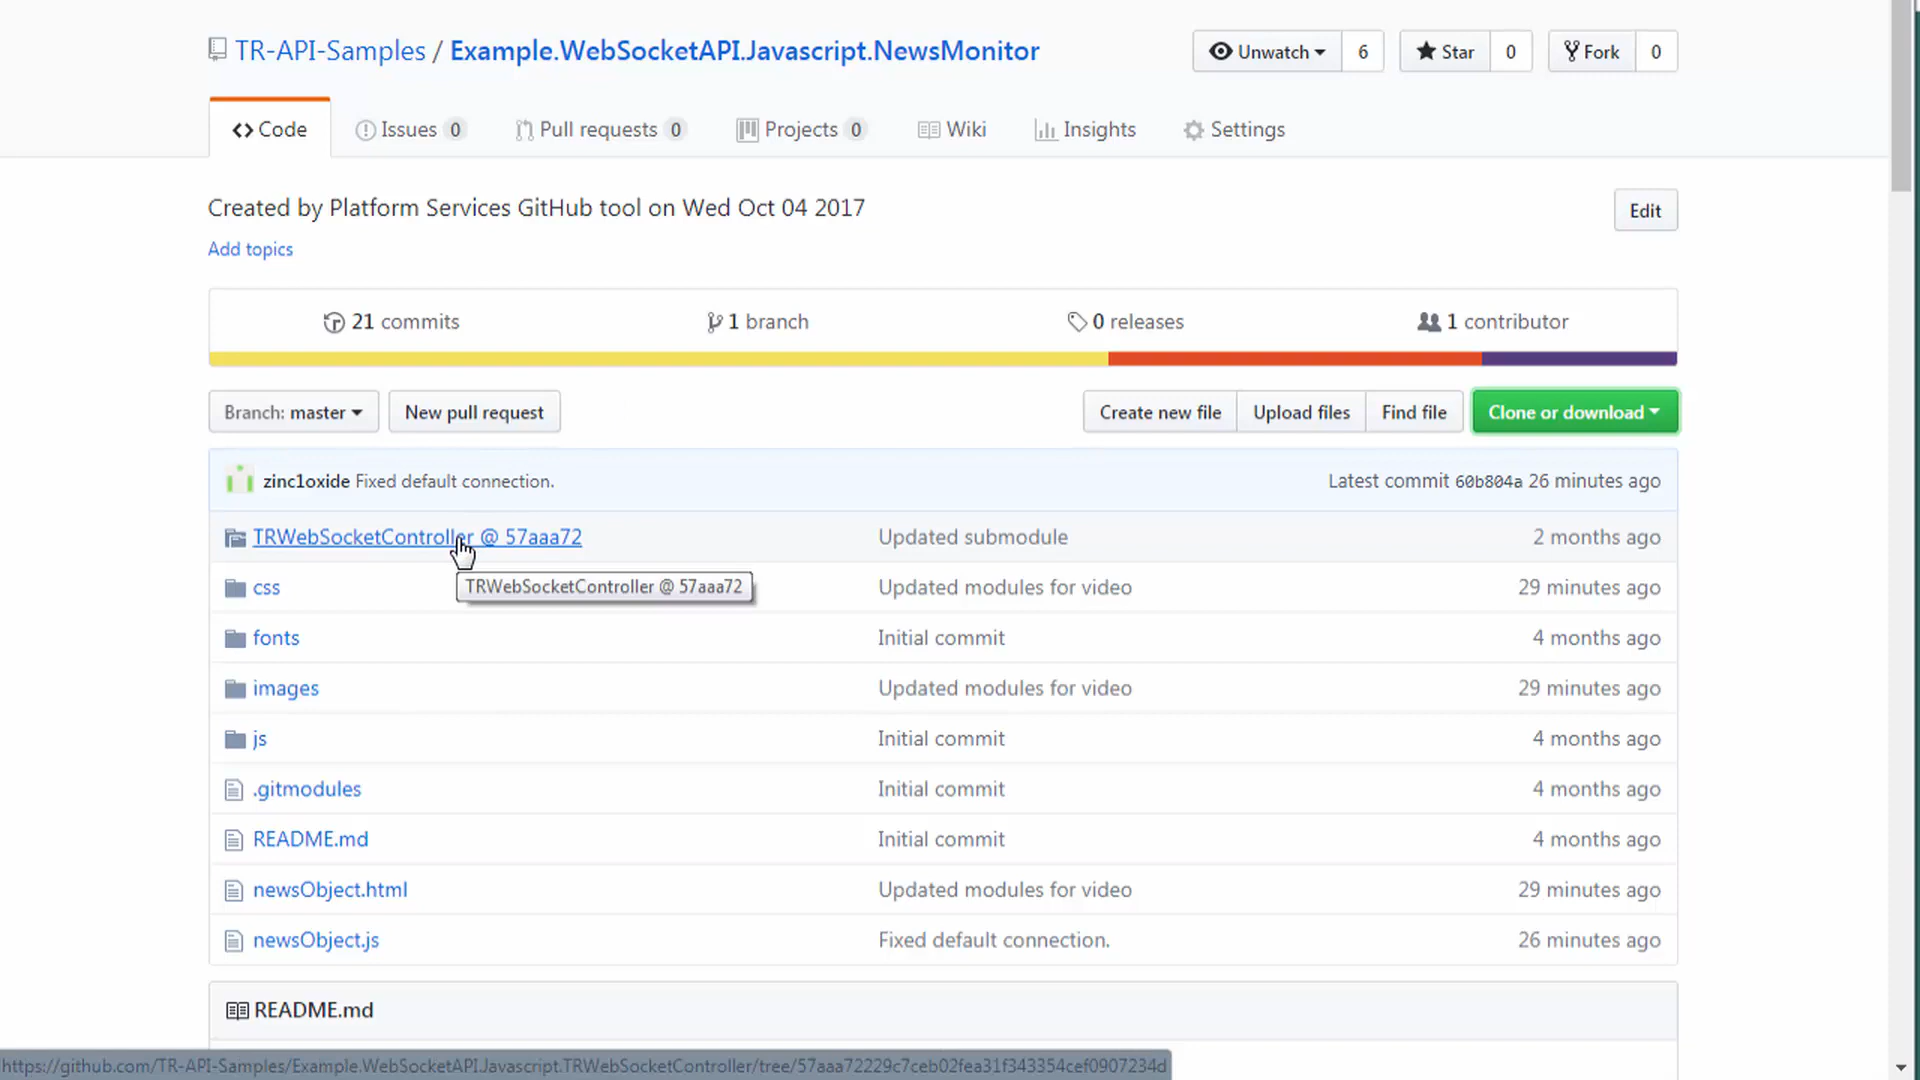 TR-API-Samples / Example.WebSocketAPI.Javascript.NewsMonitor
Unwatch 6 Star 0 Fork 0
Code Issues 0 Pull requests 0 Projects 0 Wiki Insights Settings
Created by Platform Services GitHub tool on Wed Oct 04 2017
Edit
Add topics
21 commits 1 branch 0 releases 1 contributor
Branch: master New pull request Create new file Upload files Find file Clone or download
zinc1oxide Fixed default connection. Latest commit 60b804a 26 minutes ago
TRWebSocketController @ 57aaa72 Updated submodule 2 months ago
TRWebSocketController @ 57aaa72
css Updated modules for video 29 minutes ago
fonts Initial commit 4 months ago
images Updated modules for video 29 minutes ago
js Initial commit 4 months ago
.gitmodules Initial commit 4 months ago
README.md Initial commit 4 months ago
newsObject.html Updated modules for video 29 minutes ago
newsObject.js Fixed default connection. 26 minutes ago
README.md
https://github.com/TR-API-Samples/Example.WebSocketAPI.Javascript.TRWebSocketController/tree/57aaa72229c7ceb02fea31f343354cef0907234d